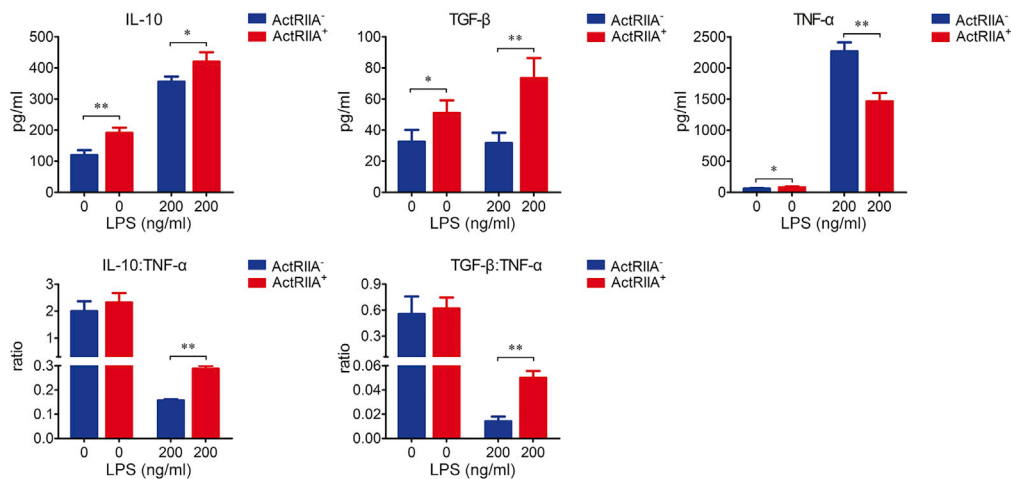 IL-10
ActRIIA⁻
ActRIIA⁺
500
400
300
200
100
0
pg/ml
**
*
0 0 200 200
LPS (ng/ml)
TGF-β
ActRIIA⁻
ActRIIA⁺
100
80
60
40
20
0
pg/ml
*
**
0 0 200 200
LPS (ng/ml)
TNF-α
ActRIIA⁻
ActRIIA⁺
2500
2000
1500
1000
500
0
pg/ml
*
**
0 0 200 200
LPS (ng/ml)
IL-10:TNF-α
ActRIIA⁻
ActRIIA⁺
3
2
1
0.3
0.2
0.1
0.0
ratio
**
0 0 200 200
LPS (ng/ml)
TGF-β:TNF-α
ActRIIA⁻
ActRIIA⁺
0.9
0.6
0.3
0.06
0.04
0.02
0.00
ratio
**
0 0 200 200
LPS (ng/ml)